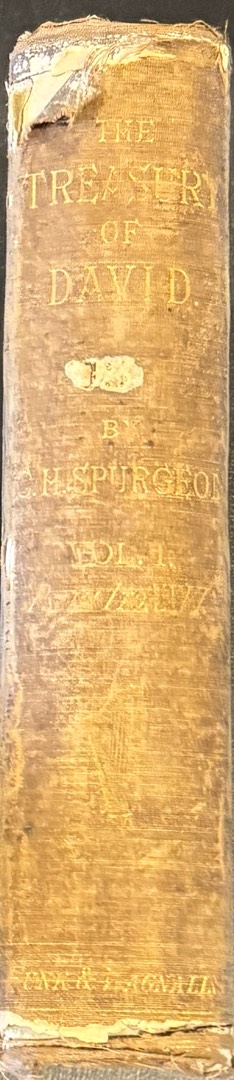 THE
TREASURY
OF
DAVID.
BY
C.H.SPURGEON
VOL. I.
FUNK & WAGNALLS